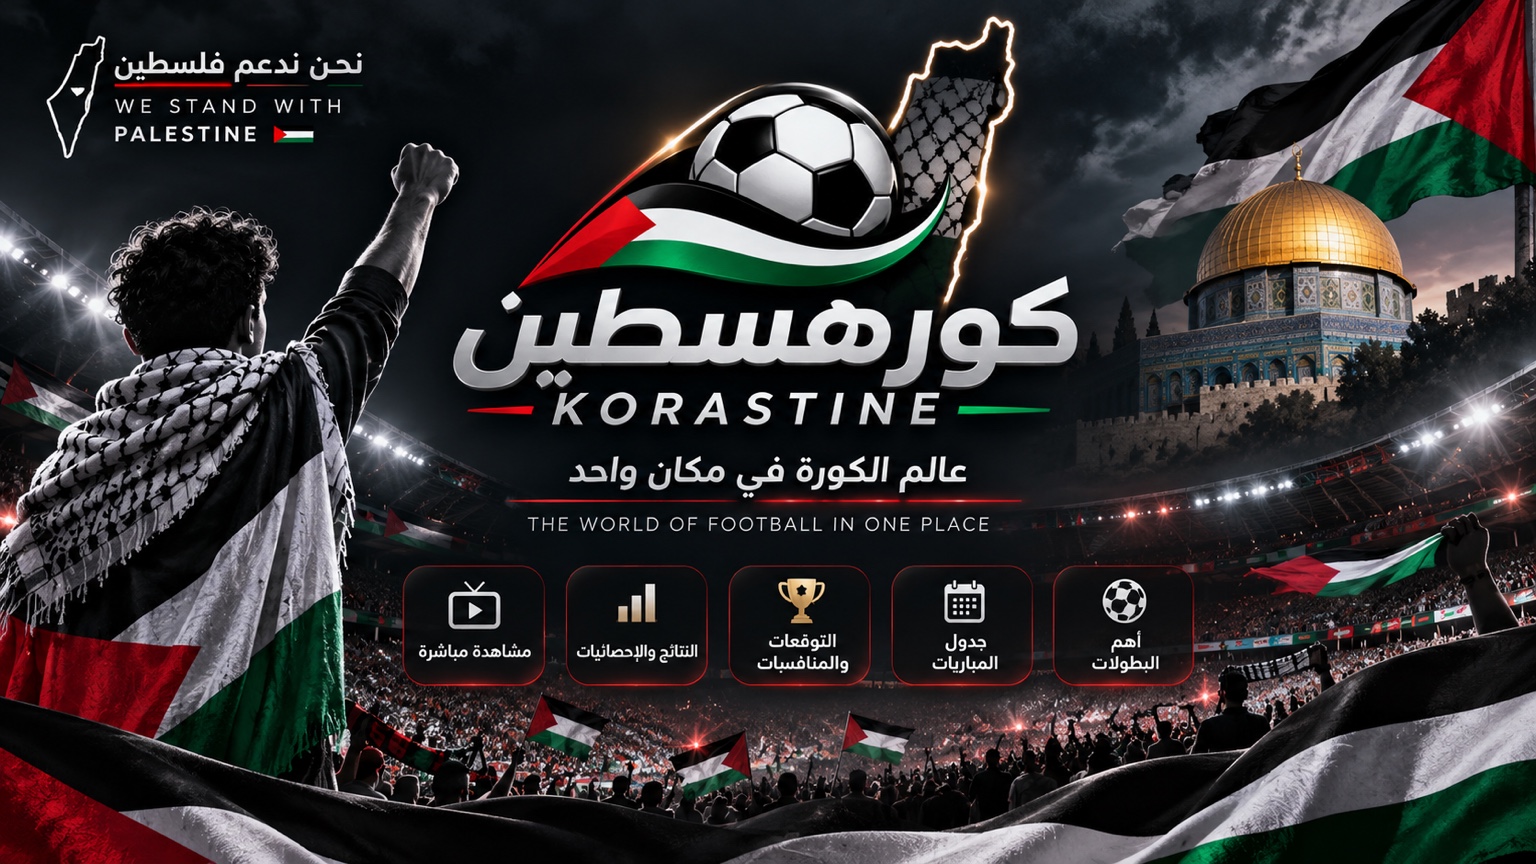 نحن ندعم فلسطين
WE STAND WITH
PALESTINE
كورهسطين
KORASTINE
عالم الكورة في مكان واحد
THE WORLD OF FOOTBALL IN ONE PLACE
أهم
البطولات
جدول
المباريات
التوقعات
والمنافسات
النتائج والإحصائيات
مشاهدة مباشرة